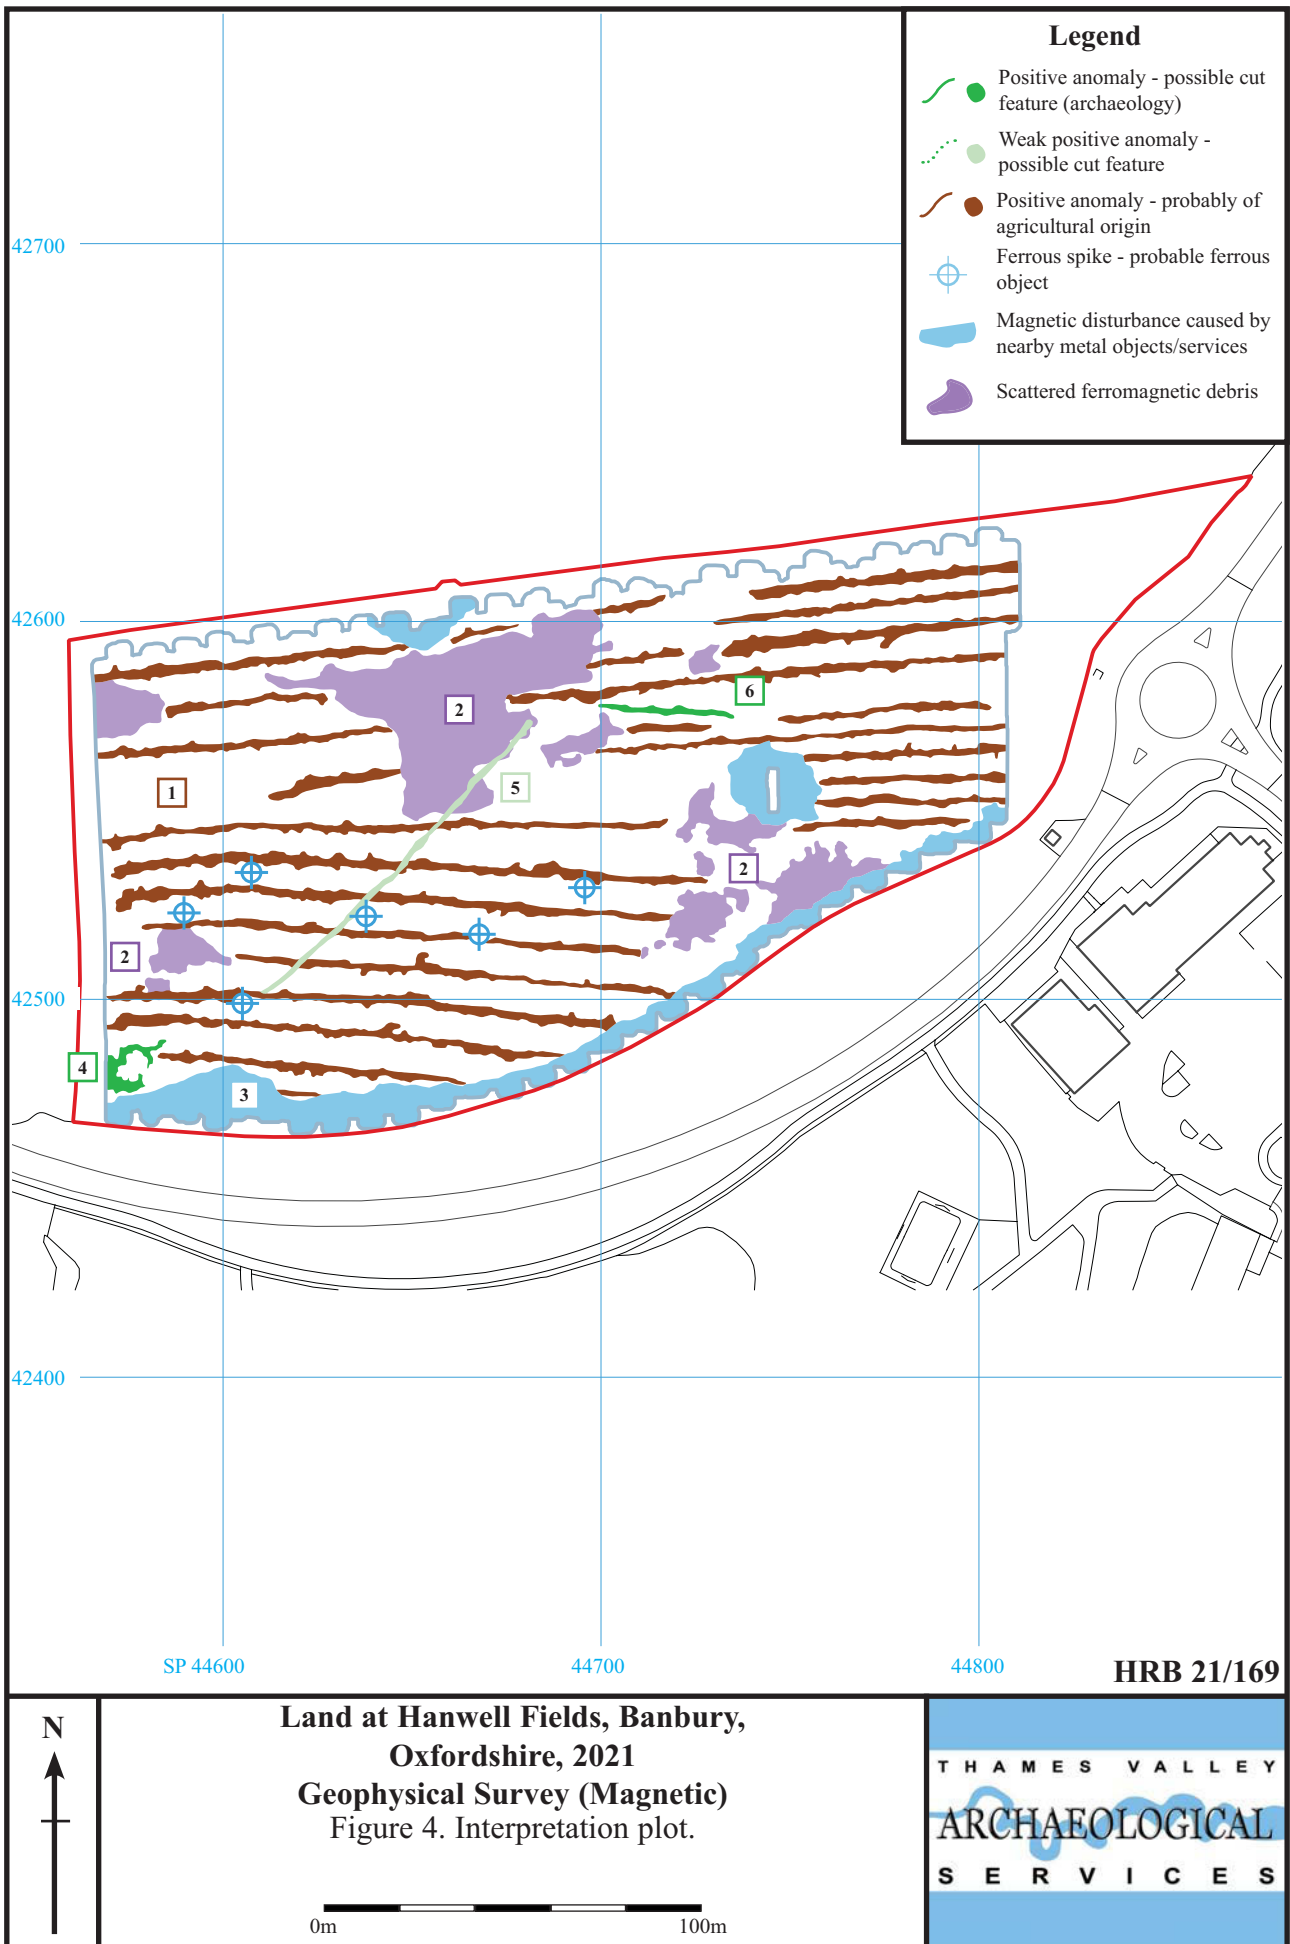 Legend
Positive anomaly - possible cut
feature (archaeology)
Weak positive anomaly -
possible cut feature
Positive anomaly - probably of
agricultural origin
Ferrous spike - probable ferrous
object
Magnetic disturbance caused by
nearby metal objects/services
Scattered ferromagnetic debris
42700
42600
6
2
5
1
2
2
42500
4
3
42400
SP 44600
44700
44800
HRB 21/169
N
Land at Hanwell Fields, Banbury,
Oxfordshire, 2021
Geophysical Survey (Magnetic)
Figure 4. Interpretation plot.
0m
100m
THAMES VALLEY
ARCHAEOLOGICAL
SERVICES